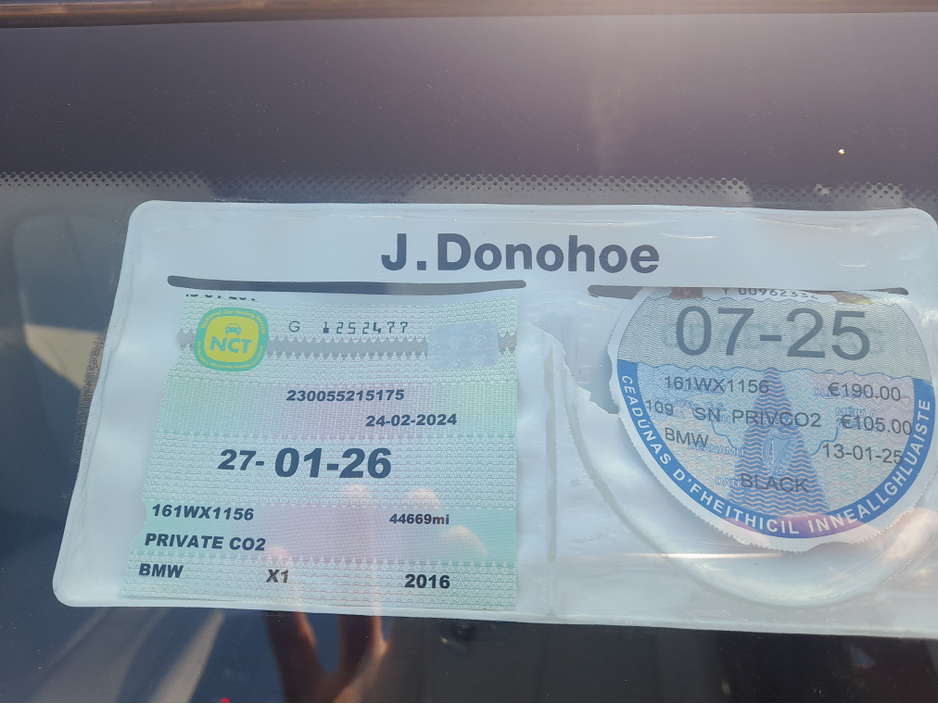 J. Donohoe
NCT
G 1252477
230055215175
24-02-2024
27-01-26
161WX1156
44669mi
PRIVATE CO2
BMW X1 2016
07-25
161WX1156 €190.00
109 SN PRIVCO2 €105.00
BMW
13-01-25
BLACK
CEADÚNAS D'FHEITHICIL INNEALLGHLUAISTE